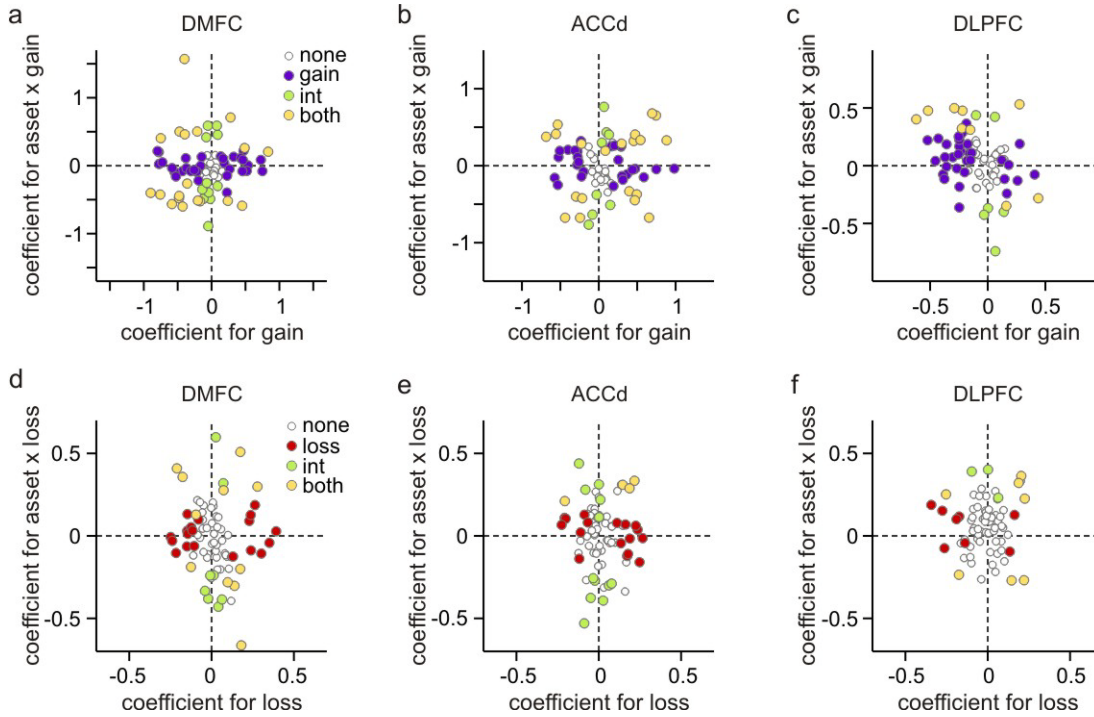 a
DMFC
coefficient for asset x gain
1
0
-1
-1
0
1
coefficient for gain
none
gain
int
both
b
ACCd
coefficient for asset x gain
1
0
-1
-1
0
1
coefficient for gain
c
DLPFC
coefficient for asset x gain
0.5
0
-0.5
-0.5
0
0.5
coefficient for gain
d
DMFC
coefficient for asset x loss
0.5
0
-0.5
-0.5
0
0.5
coefficient for loss
none
loss
int
both
e
ACCd
coefficient for asset x loss
0.5
0
-0.5
-0.5
0
0.5
coefficient for loss
f
DLPFC
coefficient for asset x loss
0.5
0
-0.5
-0.5
0
0.5
coefficient for loss